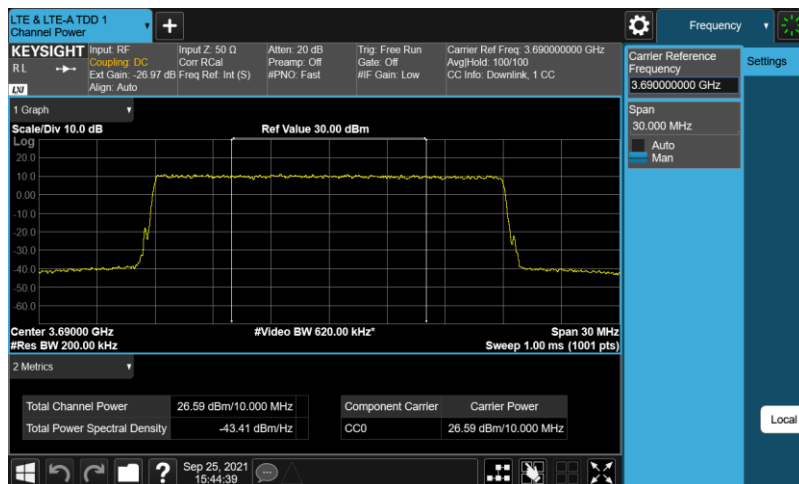 LTE & LTE-A TDD 1
Channel Power
Frequency
KEYSIGHT
R L
LXI
Input: RF
Coupling: DC
Ext Gain: -26.97 dB
Align: Auto
Input Z: 50 Ω
Corr RCal
Freq Ref: Int (S)
Atten: 20 dB
Preamp: Off
#PNO: Fast
Trig: Free Run
Gate: Off
#IF Gain: Low
Carrier Ref Freq: 3.690000000 GHz
Avg|Hold: 100/100
CC Info: Downlink, 1 CC
Carrier Reference
Frequency
3.690000000 GHz
Settings
Span
30.000 MHz
Auto
Man
1 Graph
Scale/Div 10.0 dB
Ref Value 30.00 dBm
Log
20.0
10.0
0.00
-10.0
-20.0
-30.0
-40.0
-50.0
-60.0
Center 3.69000 GHz
#Video BW 620.00 kHz*
Span 30 MHz
#Res BW 200.00 kHz
Sweep 1.00 ms (1001 pts)
2 Metrics
Total Channel Power 26.59 dBm/10.000 MHz
Total Power Spectral Density -43.41 dBm/Hz
Component Carrier Carrier Power
CC0 26.59 dBm/10.000 MHz
Local
?
Sep 25, 2021
15:44:39